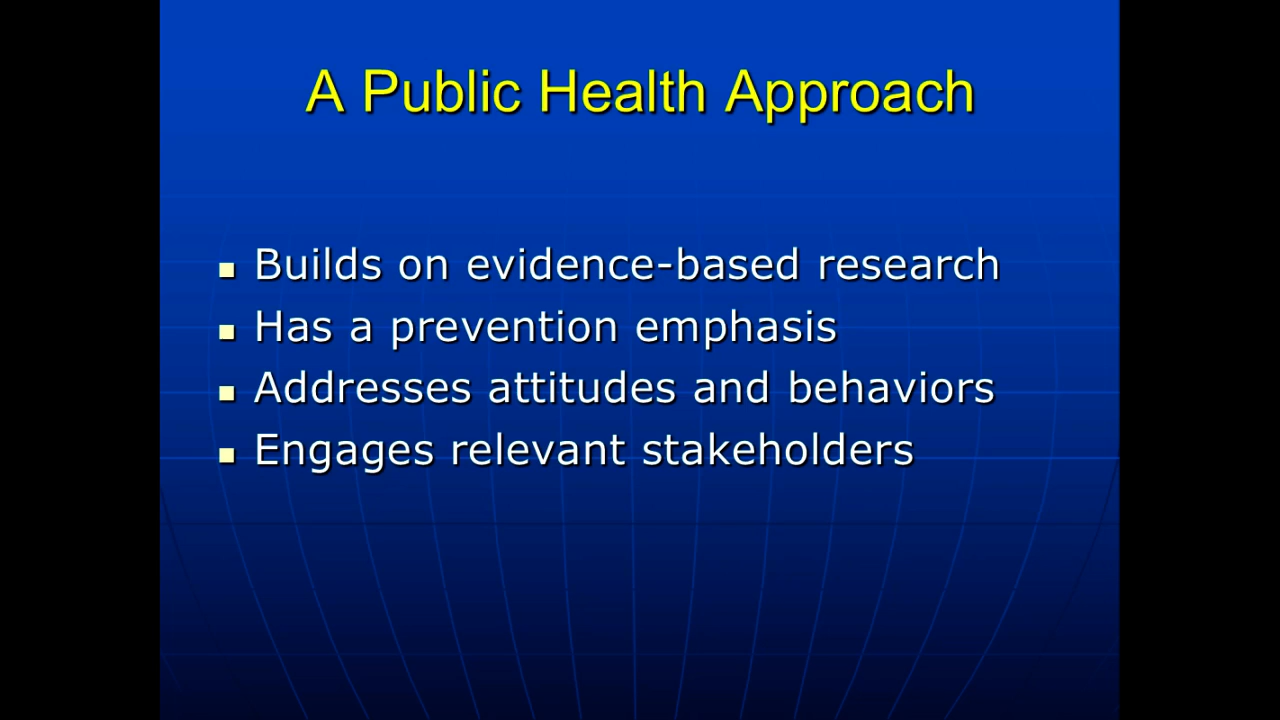 A Public Health Approach
Builds on evidence-based research
Has a prevention emphasis
Addresses attitudes and behaviors
Engages relevant stakeholders